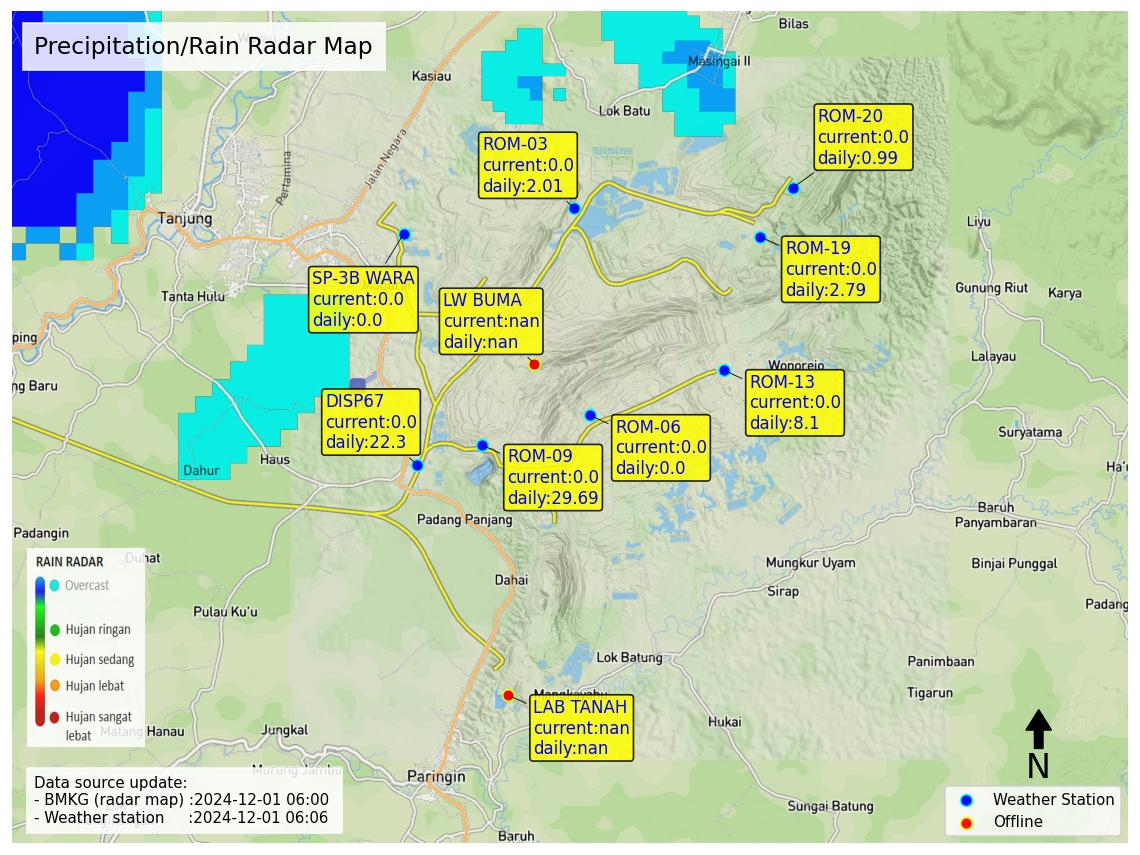 Precipitation/Rain Radar Map
Bilas
Kasiau
Masingai II
Lok Batu
Jalan Negara
Pertamina
ROM-20
current:0.0
daily:0.99
ROM-03
current:0.0
daily:2.01
Tanjung
Liyu
ROM-19
current:0.0
daily:2.79
SP-3B WARA
current:0.0
daily:0.0
LW BUMA
current:nan
daily:nan
Tanta Hulu
Gunung Riut
Karya
ping
Lalayau
Wonorejo
ng Baru
ROM-13
current:0.0
daily:8.1
DISP67
current:0.0
daily:22.3
ROM-06
current:0.0
daily:0.0
Suryatama
ROM-09
current:0.0
daily:29.69
Haus
Dahur
Ha'u
Baruh
Panyambaran
Padang Panjang
Padangin
Duhat
Mungkur Uyam
Binjai Punggal
Dahai
Sirap
Padang
Pulau Ku'u
RAIN RADAR
Overcast
Hujan ringan
Hujan sedang
Hujan lebat
Hujan sangat
lebat
Lok Batung
Panimbaan
Tigarun
Mangkayahu
LAB TANAH
current:nan
daily:nan
Hukai
Matang Hanau
Jungkal
Murung Jambu
Paringin
N
Data source update:
- BMKG (radar map) :2024-12-01 06:00
- Weather station :2024-12-01 06:06
Sungai Batung
Baruh
Weather Station
Offline